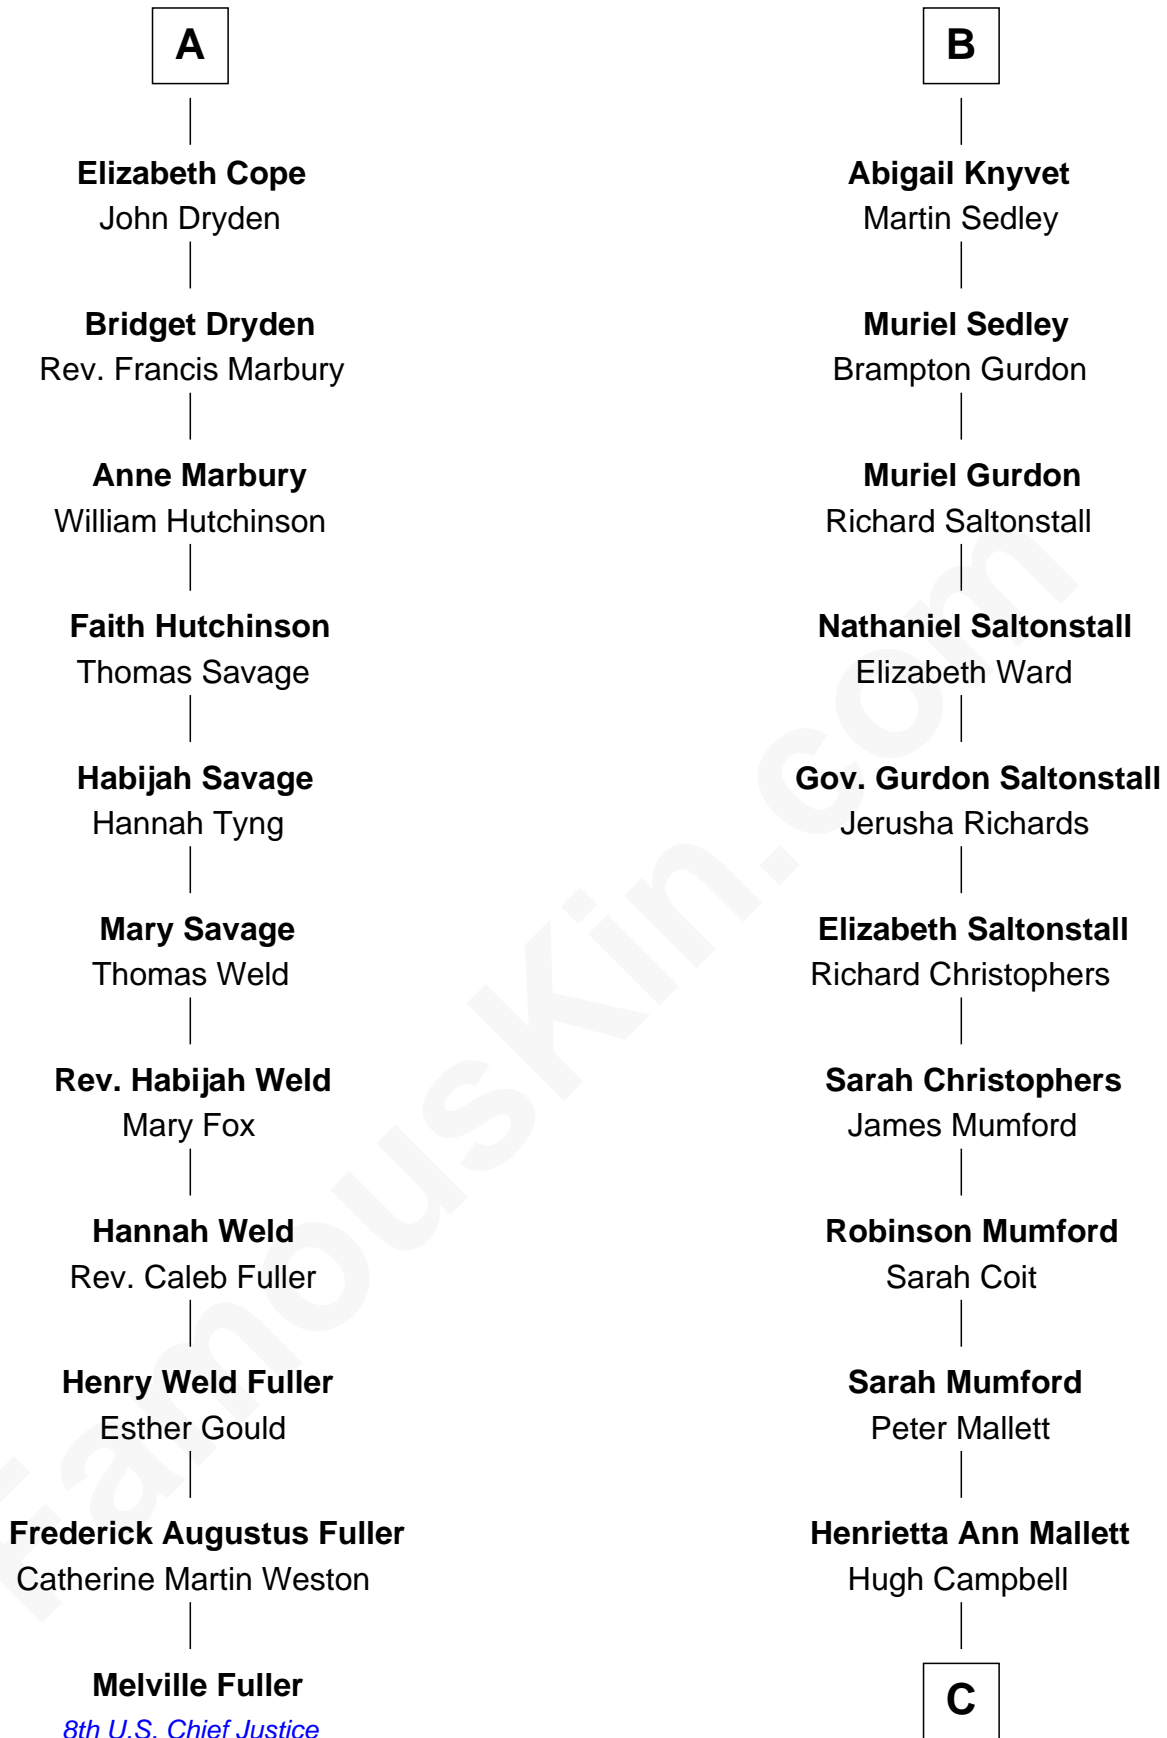 A
Elizabeth Cope
John Dryden
Bridget Dryden
Rev. Francis Marbury
Anne Marbury
William Hutchinson
Faith Hutchinson
Thomas Savage
Habijah Savage
Hannah Tyng
Mary Savage
Thomas Weld
Rev. Habijah Weld
Mary Fox
Hannah Weld
Rev. Caleb Fuller
Henry Weld Fuller
Esther Gould
Frederick Augustus Fuller
Catherine Martin Weston
Melville Fuller
8th U.S. Chief Justice
B
Abigail Knyvet
Martin Sedley
Muriel Sedley
Brampton Gurdon
Muriel Gurdon
Richard Saltonstall
Nathaniel Saltonstall
Elizabeth Ward
Gov. Gurdon Saltonstall
Jerusha Richards
Elizabeth Saltonstall
Richard Christophers
Sarah Christophers
James Mumford
Robinson Mumford
Sarah Coit
Sarah Mumford
Peter Mallett
Henrietta Ann Mallett
Hugh Campbell
C
FamousKin.com